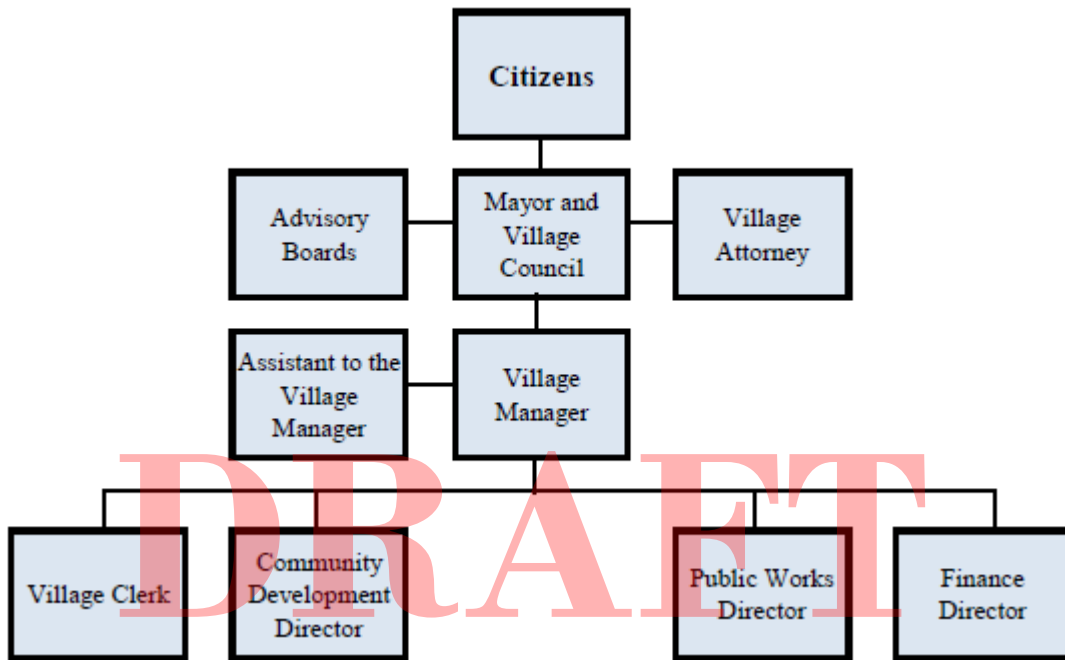 Citizens
Advisory
Boards
Mayor and
Village
Council
Village
Attorney
Assistant to the
Village
Manager
Village
Manager
DRAFT
Village Clerk
Community
Development
Director
Public Works
Director
Finance
Director